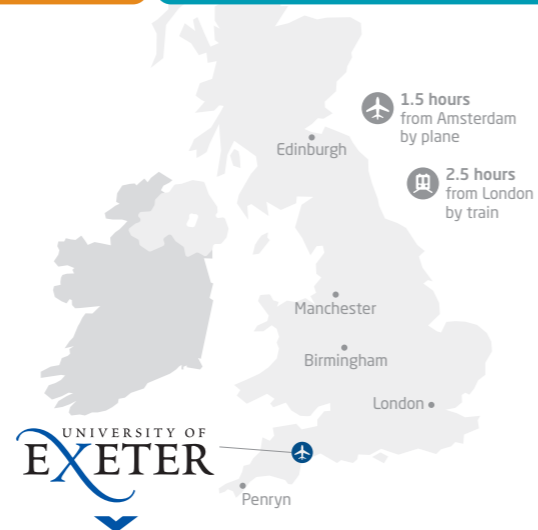 1.5 hours
from Amsterdam
by plane
Edinburgh
2.5 hours
from London
by train
Manchester
Birmingham
London
UNIVERSITY OF
EXETER
Penryn